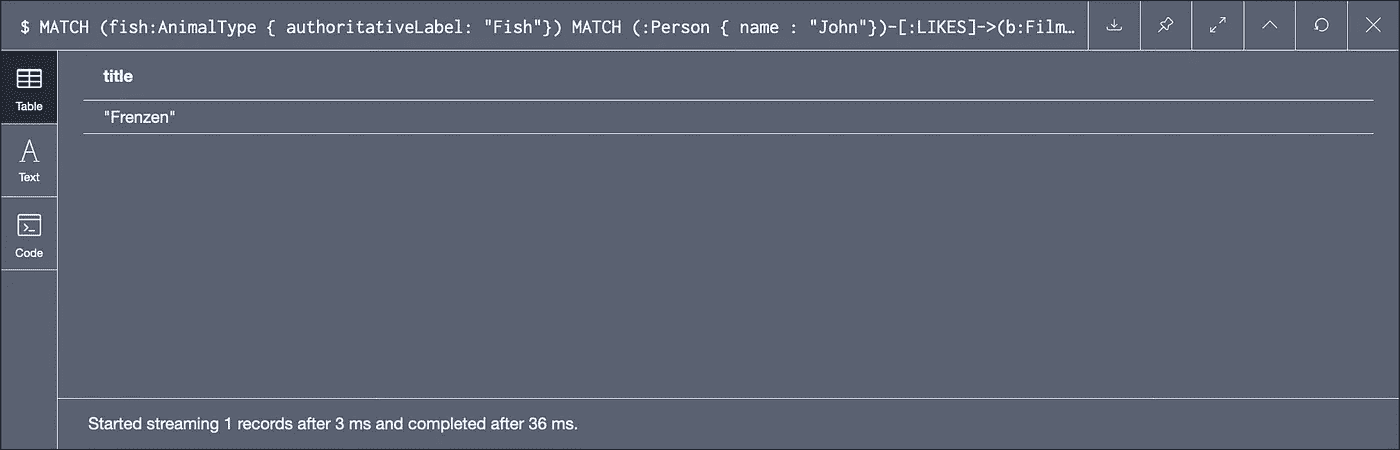 $ MATCH (fish:AnimalType { authoritativeLabel: "Fish"}) MATCH (:Person { name : "John"})-[:LIKES]->(b:Film…
Table
Text
Code
title
"Frenzen"
Started streaming 1 records after 3 ms and completed after 36 ms.